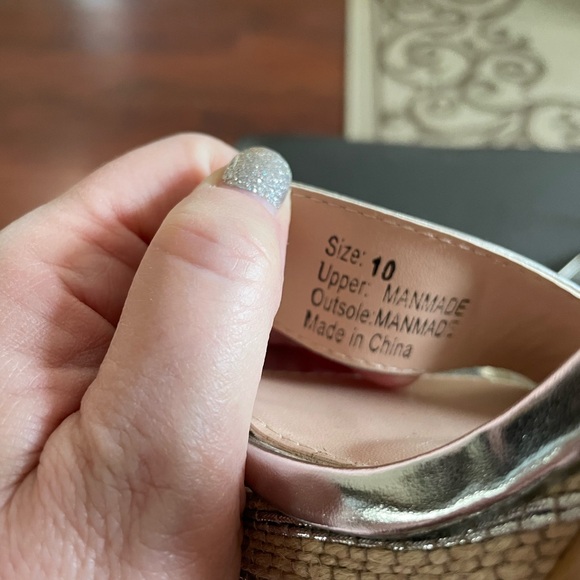 Size: 10
Upper: MANMADE
Outsole:MANMADE
Made in China